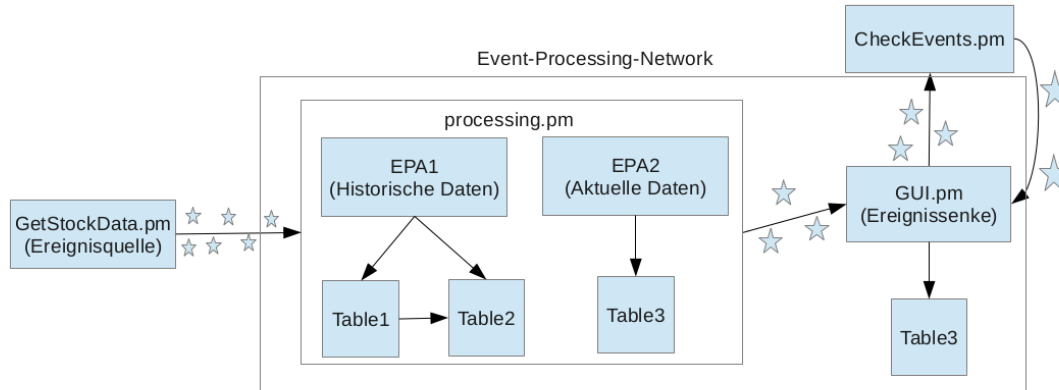 CheckEvents.pm
Event-Processing-Network
processing.pm
EPA1
(Historische Daten)
EPA2
(Aktuelle Daten)
GUI.pm
(Ereignissenke)
GetStockData.pm
(Ereignisquelle)
Table1
Table2
Table3
Table3